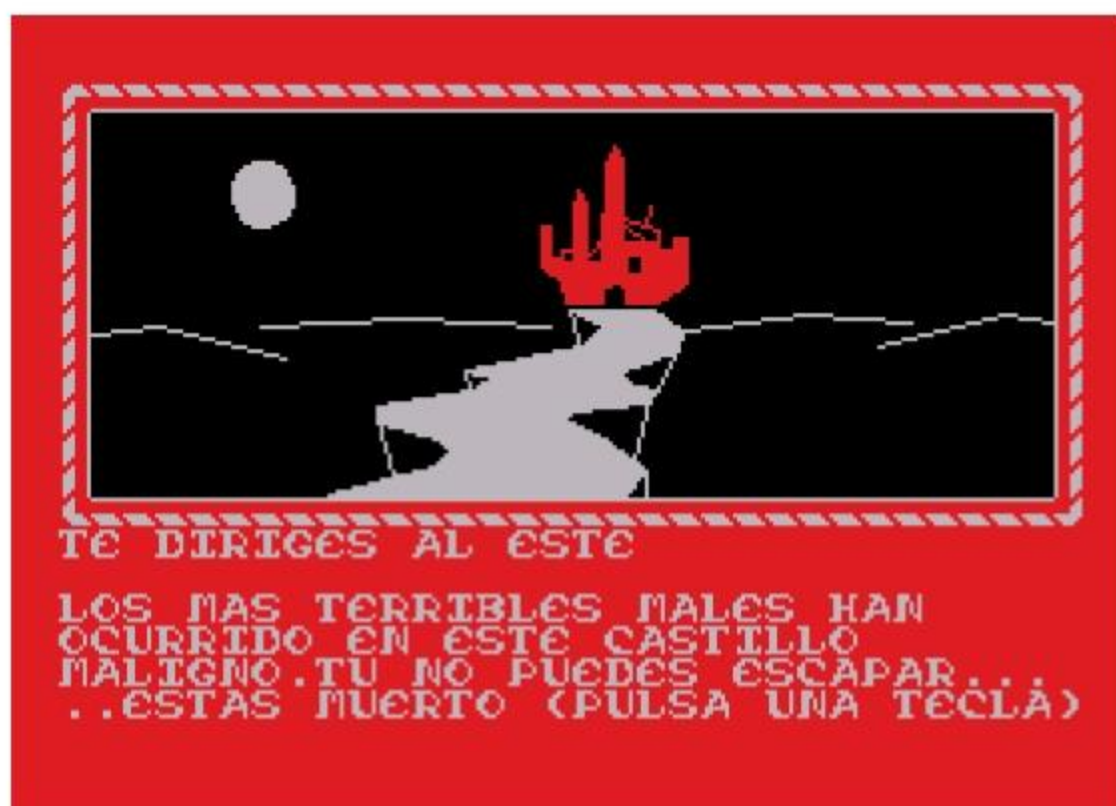 TE DIRIGES AL ESTE
LOS MAS TERRIBLES MALES HAN
OCURRIDO EN ESTE CASTILLO
MALIGNO.TU NO PUEDES ESCAPAR...
..ESTAS MUERTO (PULSA UNA TECLA)